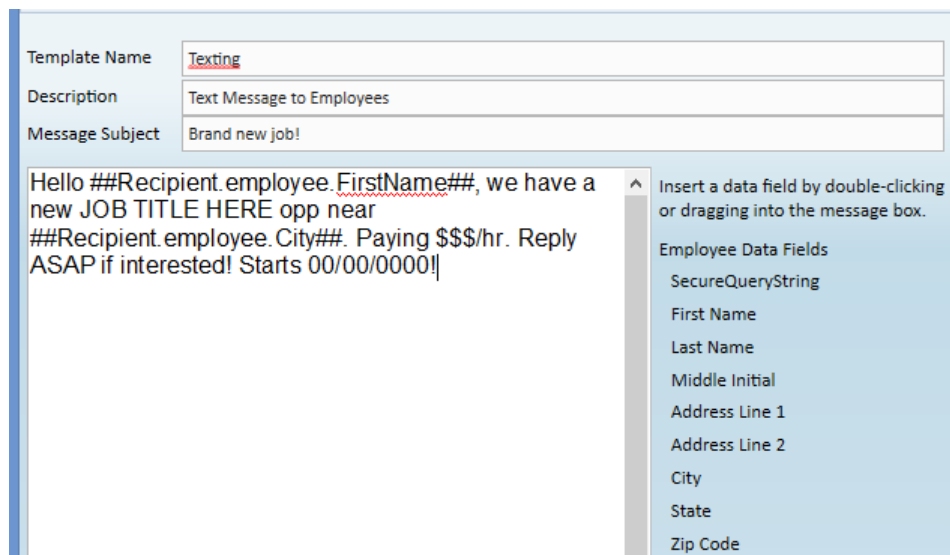 Template Name Texting
Description Text Message to Employees
Message Subject Brand new job!
Hello ##Recipient.employee.FirstName##, we have a
new JOB TITLE HERE opp near
##Recipient.employee.City##. Paying $$$/hr. Reply
ASAP if interested! Starts 00/00/0000!
Insert a data field by double-clicking
or dragging into the message box.
Employee Data Fields
SecureQueryString
First Name
Last Name
Middle Initial
Address Line 1
Address Line 2
City
State
Zip Code